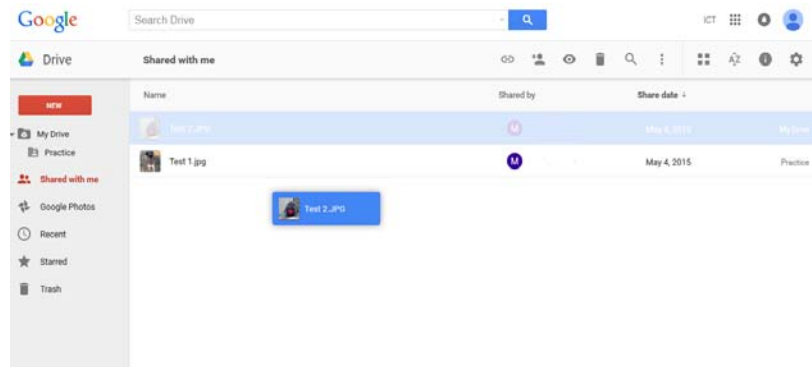 Google Search Drive ICT
Drive Shared with me
NEW
Name Shared by Share date ↓
My Drive
Test 2.JPG M May 4, 2015 My Drive
Practice
Test 1.jpg M May 4, 2015 Practice
Shared with me
Google Photos
Test 2.JPG
Recent
Starred
Trash